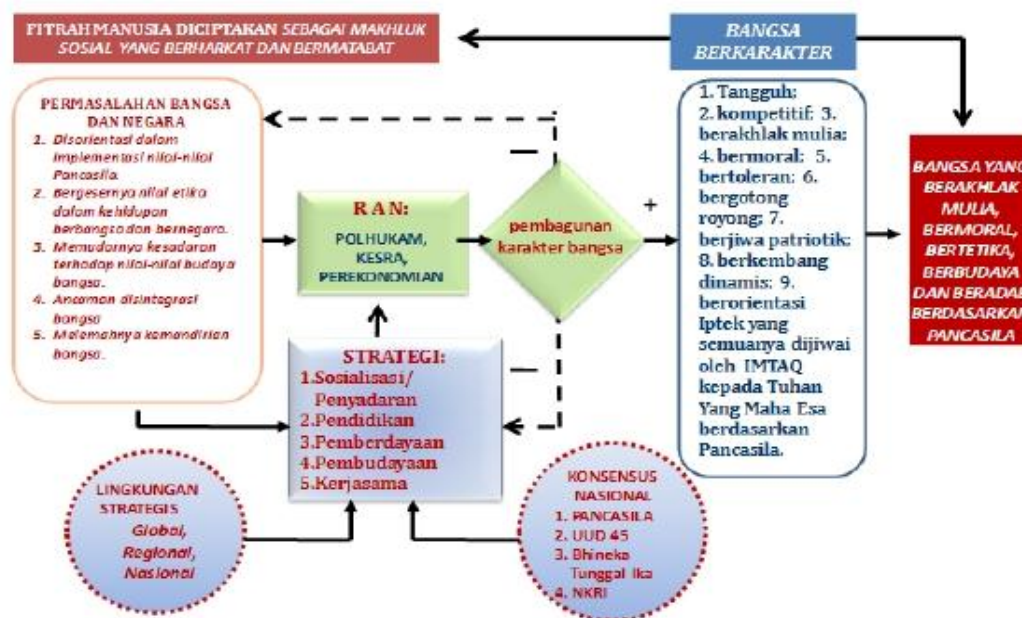 FITRAH MANUSIA DICIPTAKAN SEBAGAI MAKHLUK
SOSIAL YANG BERHARKAT DAN BERMATABAT
BANGSA
BERKARAKTER
PERMASALAHAN BANGSA
DAN NEGARA
1. Disorientasi dalam
implementasi nilai-nilai
Pancasila.
2. Bergesernya nilai etika
dalam kehidupan
berbangsa dan bernegara.
3. Memudarnya kesadaran
terhadap nilai-nilai budaya
bangsa.
4. Ancaman disintegrasi
bangsa
5. Melemahnya kemandirian
bangsa.
R A N:
POLHUKAM,
KESRA,
PEREKONOMIAN
pembagunan
karakter bangsa
—
+
—
1. Tangguh;
2. kompetitif; 3.
berakhlak mulia;
4. bermoral; 5.
bertoleran; 6.
bergotong
royong; 7.
berjiwa patriotik;
8. berkembang
dinamis; 9.
berorientasi
Iptek yang
semuanya dijiwai
oleh IMTAQ
kepada Tuhan
Yang Maha Esa
berdasarkan
Pancasila.
BANGSA YANG
BERAKHLAK
MULIA,
BERMORAL,
BERTETIKA,
BERBUDAYA
DAN BERADAB
BERDASARKAN
PANCASILA
STRATEGI:
1.Sosialisasi/
Penyadaran
2.Pendidikan
3.Pemberdayaan
4.Pembudayaan
5.Kerjasama
LINGKUNGAN
STRATEGIS
Global,
Regional,
Nasional
KONSENSUS
NASIONAL
1. PANCASILA
2. UUD 45
3. Bhineka
Tunggal Ika
4. NKRI